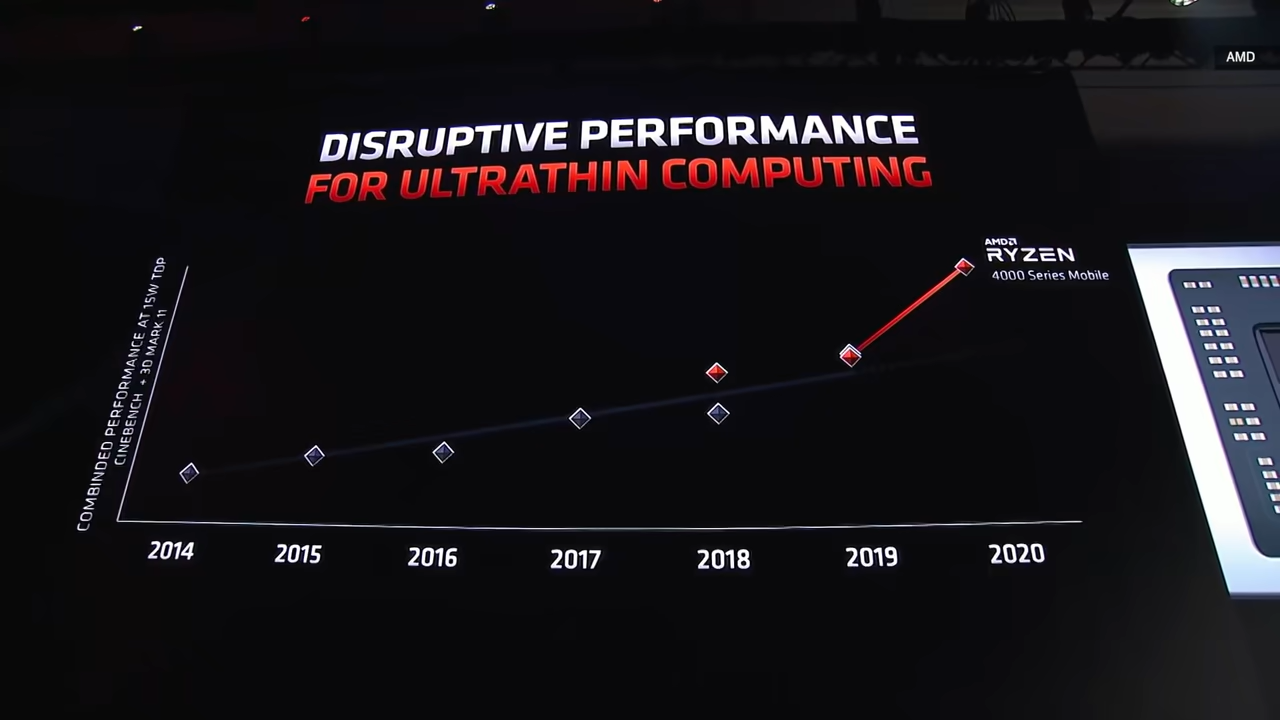 AMD
DISRUPTIVE PERFORMANCE
FOR ULTRATHIN COMPUTING
AMD
RYZEN
4000 Series Mobile
COMBINDED PERFORMANCE AT 15W TDP
CINEBENCH + 3D MARK 11
2014 2015 2016 2017 2018 2019 2020